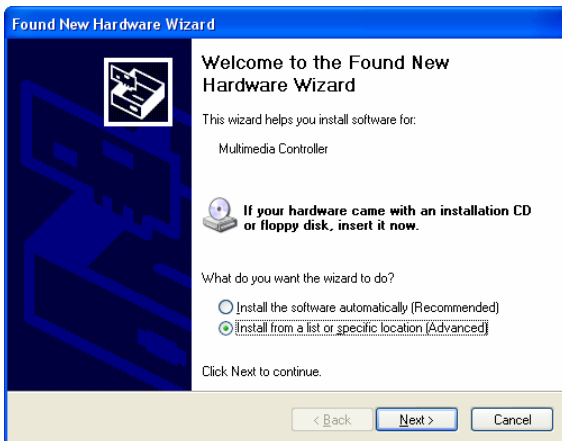 Found New Hardware Wizard
Welcome to the Found New
Hardware Wizard
This wizard helps you install software for:
Multimedia Controller
If your hardware came with an installation CD
or floppy disk, insert it now.
What do you want the wizard to do?
Install the software automatically (Recommended)
Install from a list or specific location (Advanced)
Click Next to continue.
< Back
Next >
Cancel